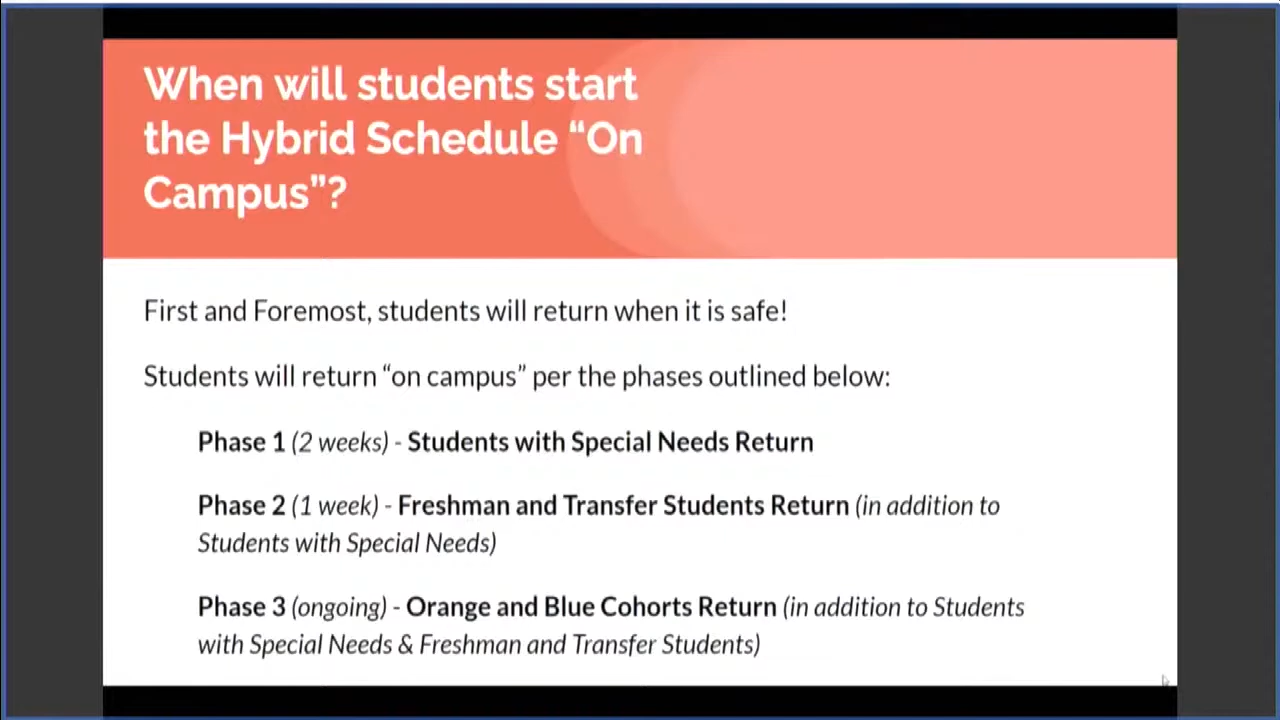 When will students start
the Hybrid Schedule “On
Campus”?
First and Foremost, students will return when it is safe!
Students will return “on campus” per the phases outlined below:
Phase 1 (2 weeks) - Students with Special Needs Return
Phase 2 (1 week) - Freshman and Transfer Students Return (in addition to
Students with Special Needs)
Phase 3 (ongoing) - Orange and Blue Cohorts Return (in addition to Students
with Special Needs & Freshman and Transfer Students)